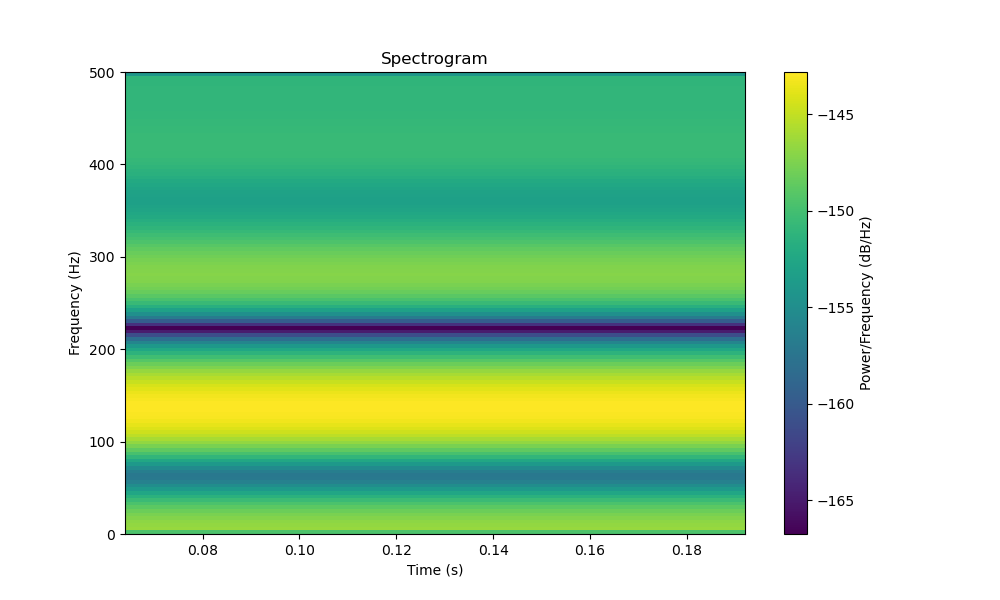 Spectrogram
500
400
300
200
100
0
Frequency (Hz)
0.08 0.10 0.12 0.14 0.16 0.18
Time (s)
−145
−150
−155
−160
−165
Power/Frequency (dB/Hz)